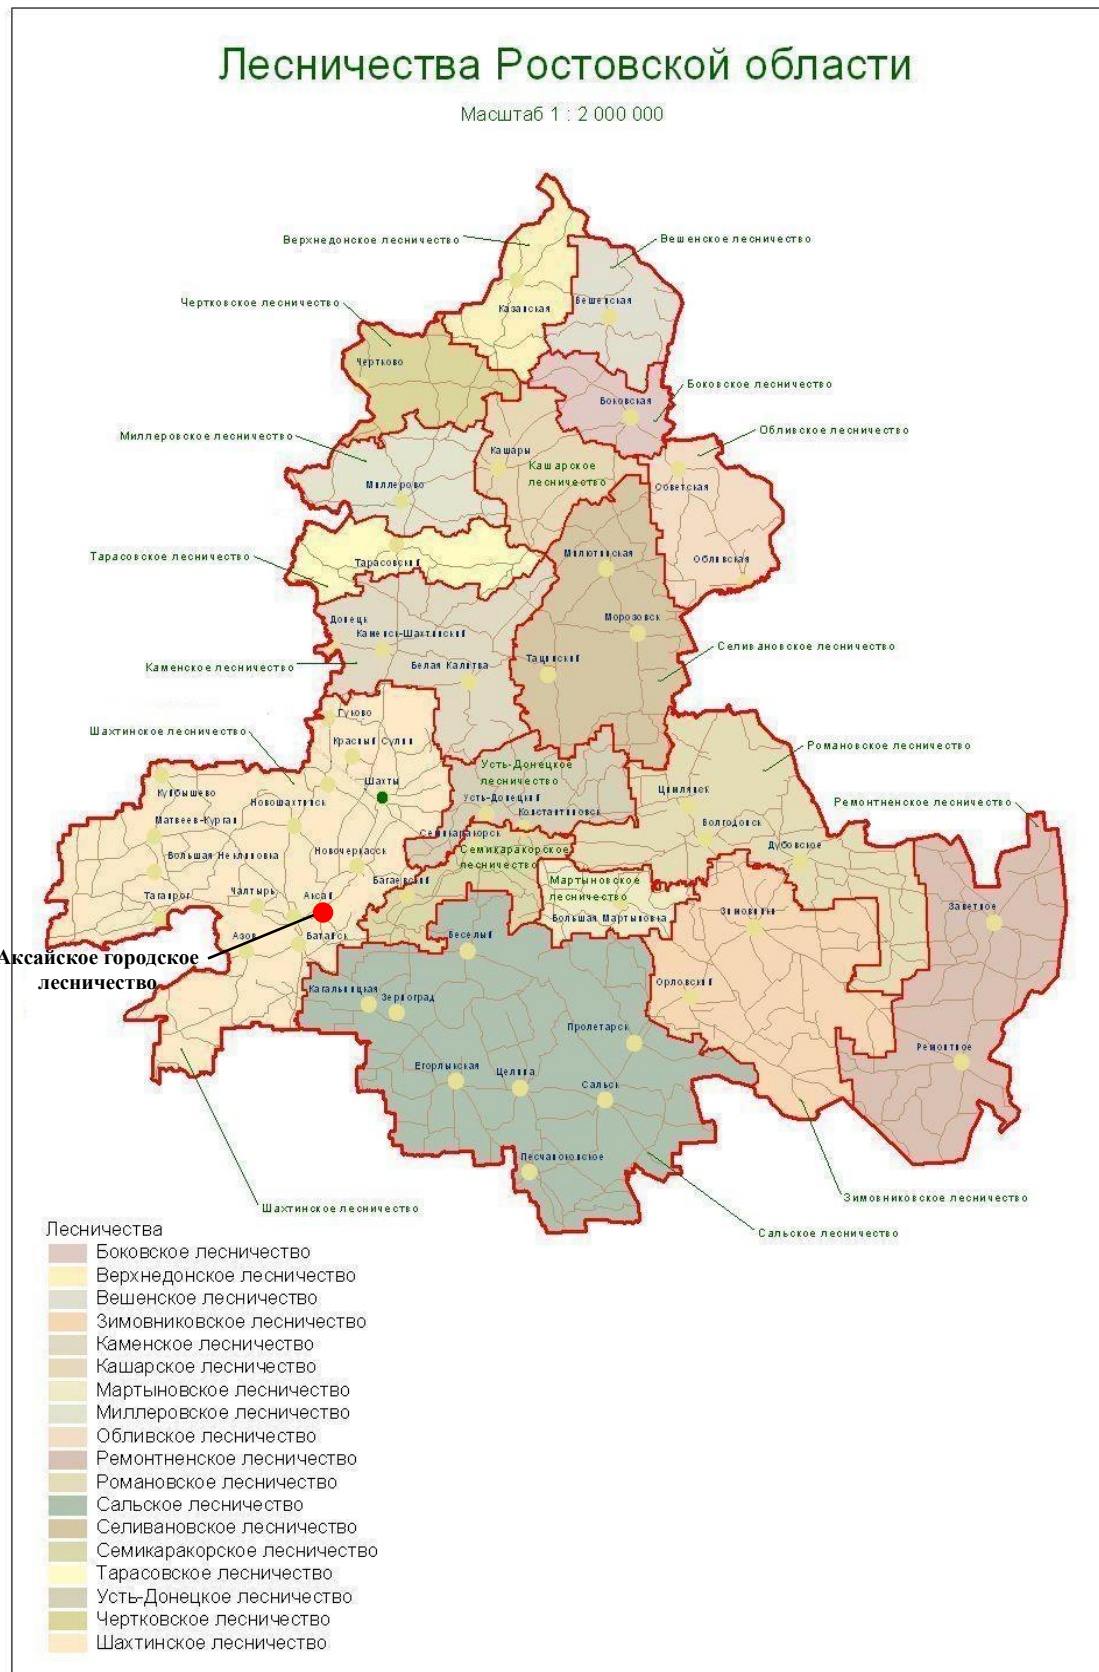 Лесничества Ростовской области
Масштаб 1 : 2 000 000
Верхнедонское лесничество
Вешенское лесничество
Казанская
Вешенская
Чертковское лесничество
Чертково
Боковское лесничество
Боковская
Миллеровское лесничество
Обливское лесничество
Кашары
Кашарское
лесничество
Миллерово
Советская
Тарасовское лесничество
Тарасовский
Милютинская
Обливская
Донецк
Каменск-Шахтинский
Морозовск
Каменское лесничество
Белая Калитва
Тацинский
Селивановское лесничество
Гуково
Шахтинское лесничество
Красный Сулин
Романовское лесничество
Усть-Донецкое
лесничество
Куйбышево
Новошахтинск
Шахты
Усть-Донецкий
Константиновск
Цимлянск
Ремонтненское лесничество
Матвеев-Курган
Волгодонск
Семикаракорск
Семикаракорское
лесничество
Большая Неклиновка
Новочеркасск
Дубовское
Багаевский
Мартыновское
лесничество
Таганрог
Чалтырь
Аксай
Большая Мартыновка
Зимовники
Заветное
Азов
Батайск
Веселый
Аксайское городское
лесничество
Кагальницкая
Зерноград
Орловский
Пролетарск
Ремонтное
Егорлыкская
Целина
Сальск
Песчанокопское
Шахтинское лесничество
Зимовниковское лесничество
Сальское лесничество
Лесничества
Боковское лесничество
Верхнедонское лесничество
Вешенское лесничество
Зимовниковское лесничество
Каменское лесничество
Кашарское лесничество
Мартыновское лесничество
Миллеровское лесничество
Обливское лесничество
Ремонтненское лесничество
Романовское лесничество
Сальское лесничество
Селивановское лесничество
Семикаракорское лесничество
Тарасовское лесничество
Усть-Донецкое лесничество
Чертковское лесничество
Шахтинское лесничество